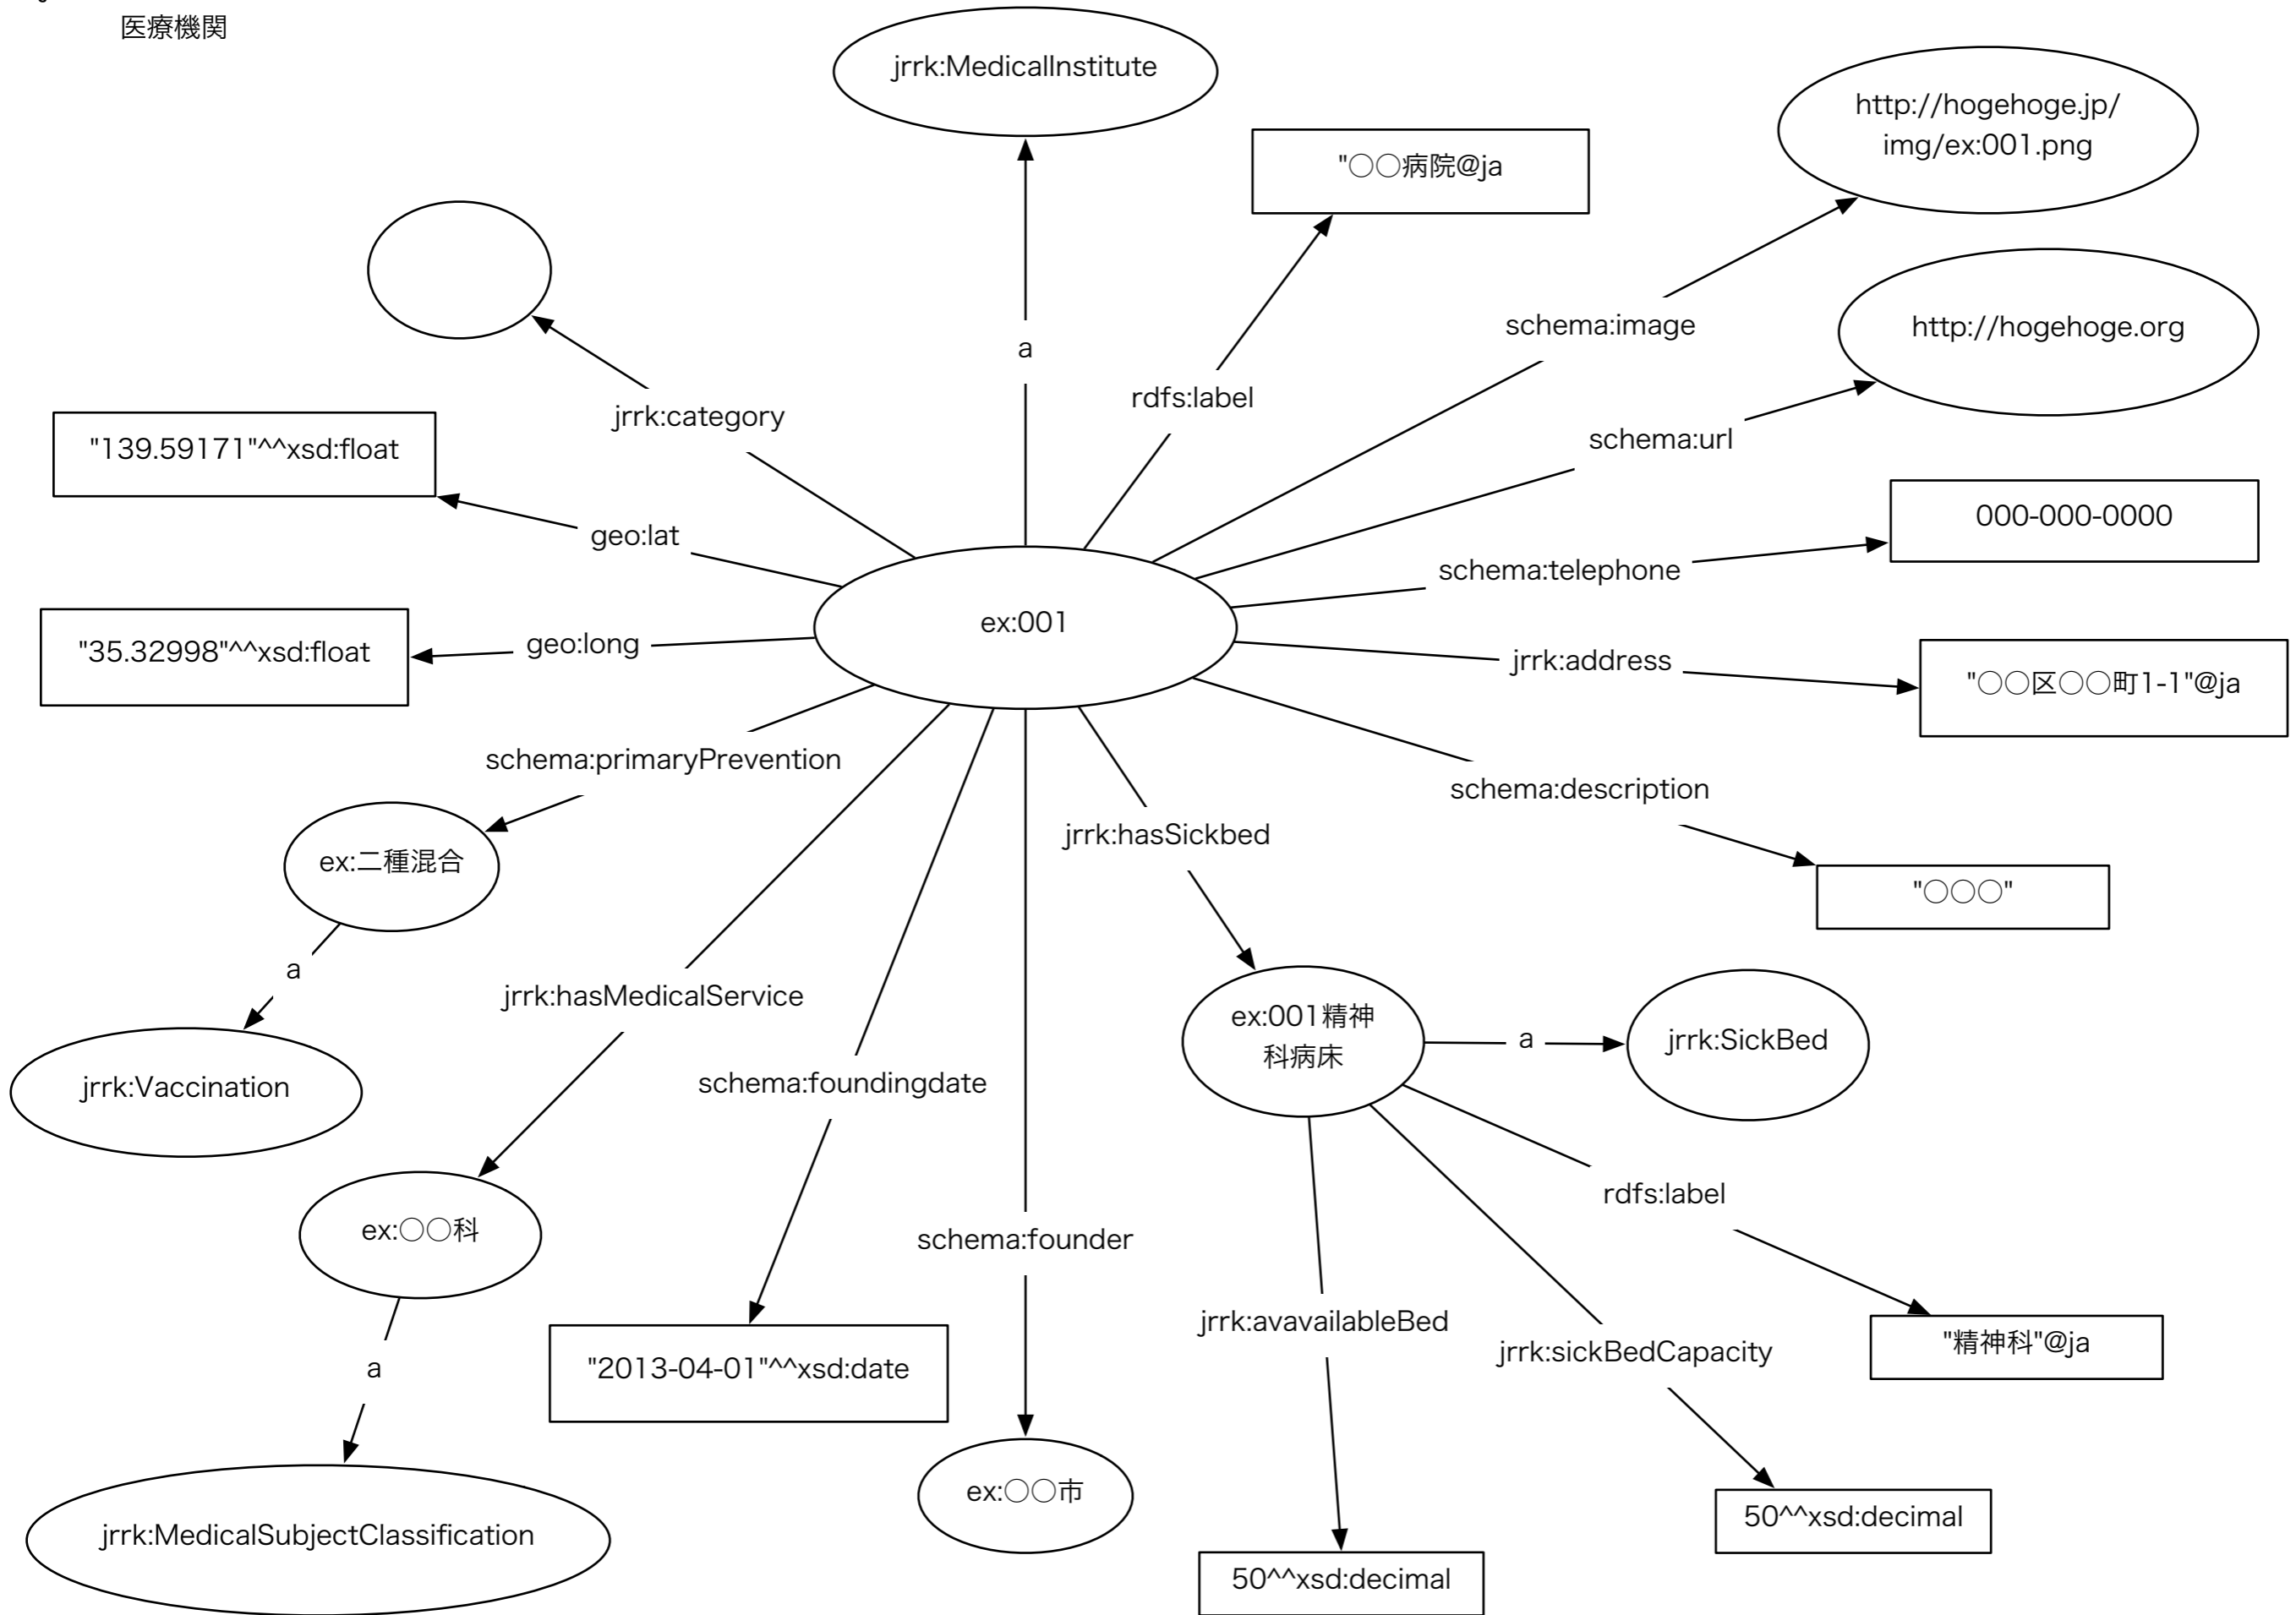 医療機関
jrrk:MedicalInstitute
"○○病院@ja
http://hogehoge.jp/
img/ex:001.png
schema:image
http://hogehoge.org
a
rdfs:label
jrrk:category
schema:url
"139.59171"^^xsd:float
geo:lat
000-000-0000
schema:telephone
ex:001
"35.32998"^^xsd:float
geo:long
jrrk:address
"○○区○○町1-1"@ja
schema:primaryPrevention
schema:description
jrrk:hasSickbed
ex:二種混合
"○○○"
a
jrrk:hasMedicalService
ex:001精神
科病床
a
jrrk:SickBed
jrrk:Vaccination
schema:foundingdate
rdfs:label
ex:○○科
schema:founder
jrrk:avavailableBed
jrrk:sickBedCapacity
"精神科"@ja
a
"2013-04-01"^^xsd:date
ex:○○市
50^^xsd:decimal
jrrk:MedicalSubjectClassification
50^^xsd:decimal